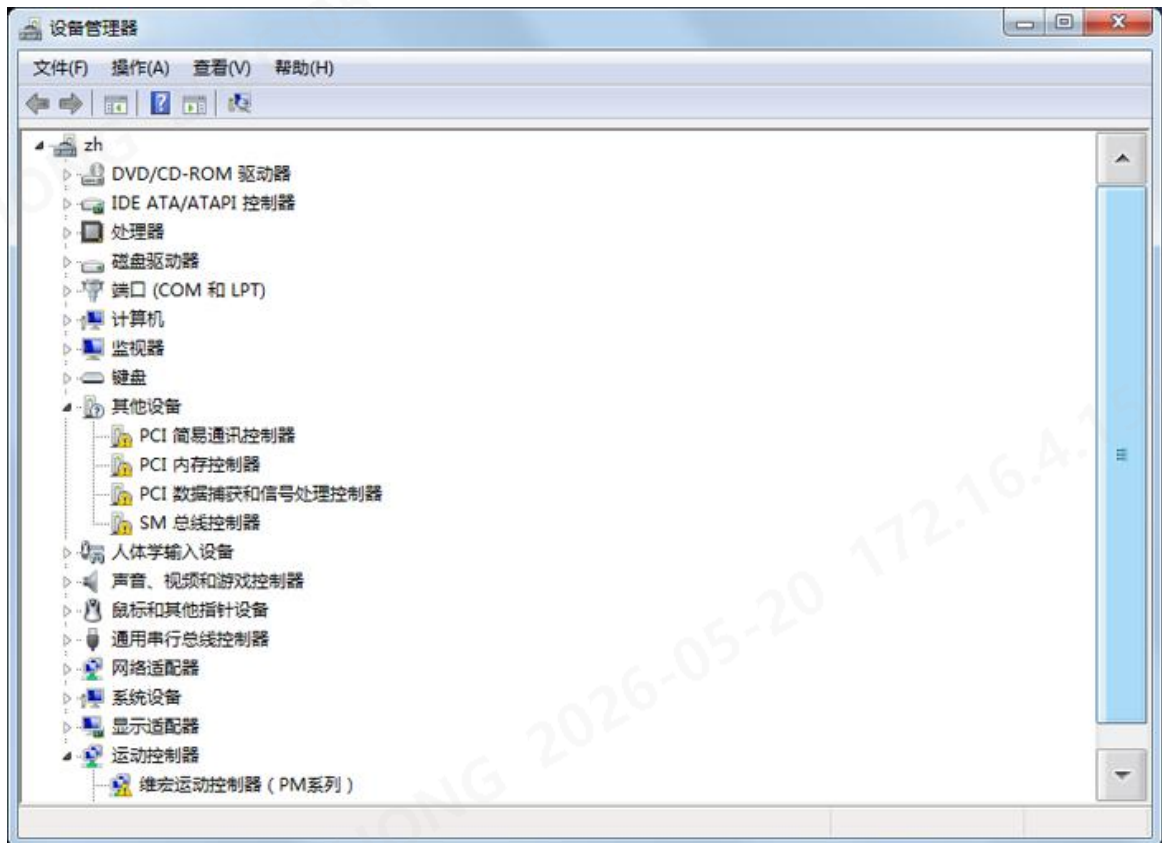 设备管理器
文件(F) 操作(A) 查看(V) 帮助(H)
zh
DVD/CD-ROM 驱动器
IDE ATA/ATAPI 控制器
处理器
磁盘驱动器
端口 (COM 和 LPT)
计算机
监视器
键盘
其他设备
PCI 简易通讯控制器
PCI 内存控制器
PCI 数据捕获和信号处理控制器
SM 总线控制器
人体学输入设备
声音、视频和游戏控制器
鼠标和其他指针设备
通用串行总线控制器
网络适配器
系统设备
显示适配器
运动控制器
维宏运动控制器（PM系列）
2026-05-20 172.16.4.15